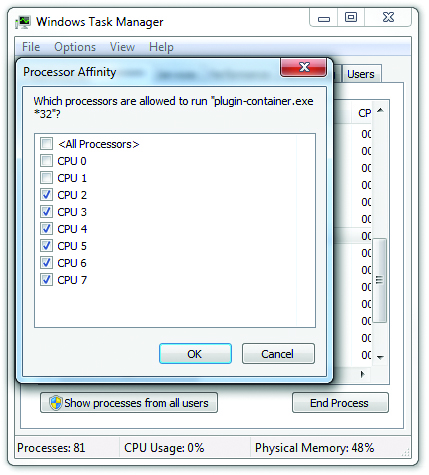 Windows Task Manager
File Options View Help
Processor Affinity
Users
Which processors are allowed to run "plugin-container.exe
*32"?
CP
<All Processors>
CPU 0
CPU 1
CPU 2
CPU 3
CPU 4
CPU 5
CPU 6
CPU 7
00
00
00
00
00
00
00
00
00
00
00
00
00
00
OK Cancel
Show processes from all users End Process
Processes: 81 CPU Usage: 0% Physical Memory: 48%